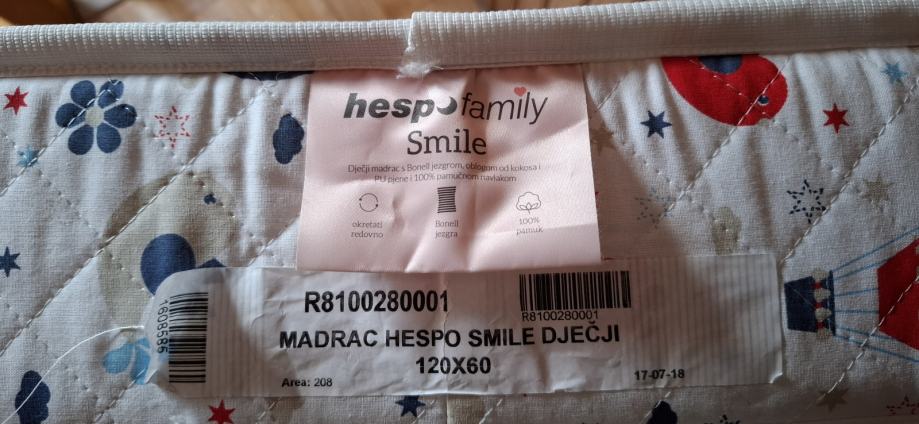 hespo family
Smile
Dječji madrac s Bonell jezgrom, oblogom od kokosa i
PU pjene i 100% pamučnom navlakom
okretati
redovno
Bonell
jezgra
100%
pamuk
R8100280001
R8100280001
MADRAC HESPO SMILE DJEČJI
120X60
Area: 208
17-07-18
1608585